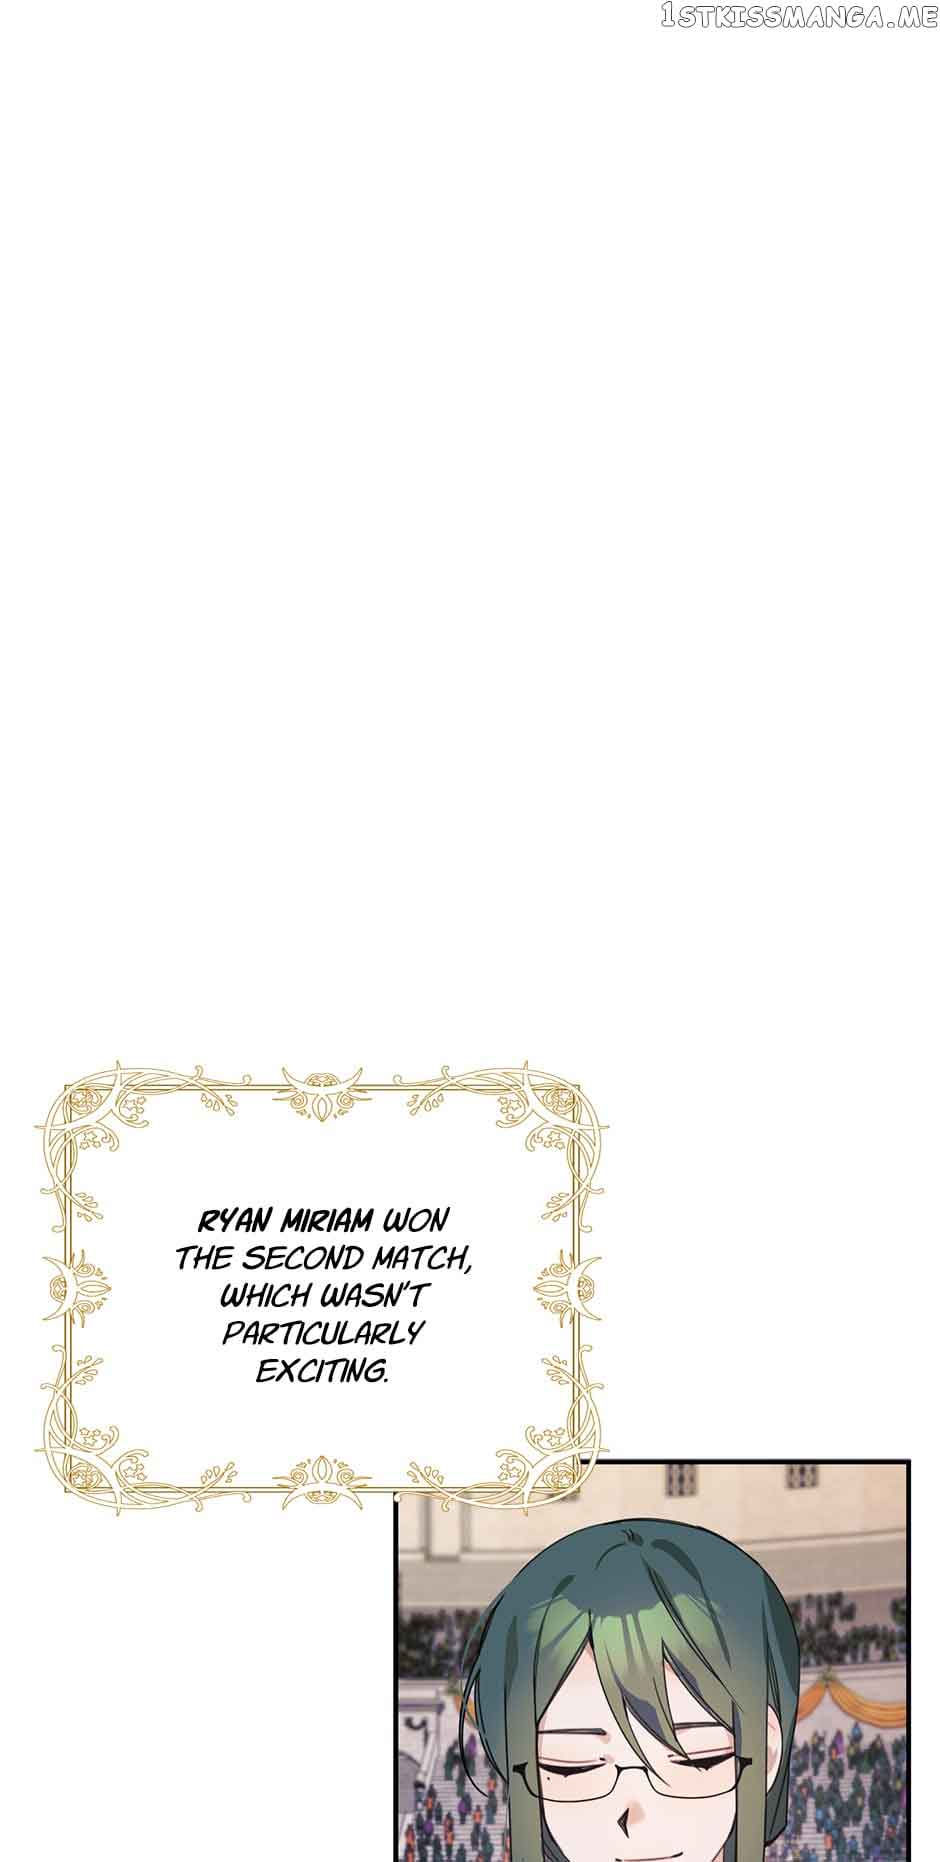 1STKISSMANGA.ME
RYAN MIRIAM WON
THE SECOND MATCH,
WHICH WASN'T
PARTICULARLY
EXCITING.